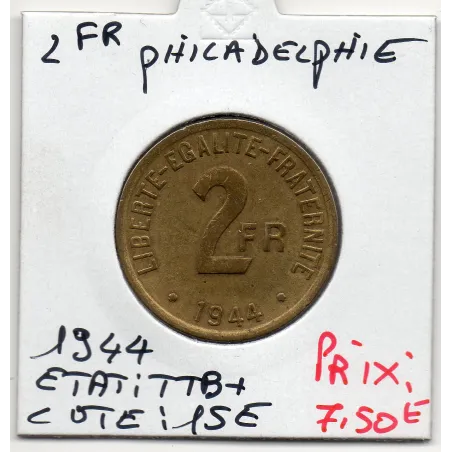 2 FR PHILADELPHIE
LIBERTE-EGALITE-FRATERNITE
2 FR
1944
1944
ETAT: TTB+
COTE: 15E
PRIX:
7.50E